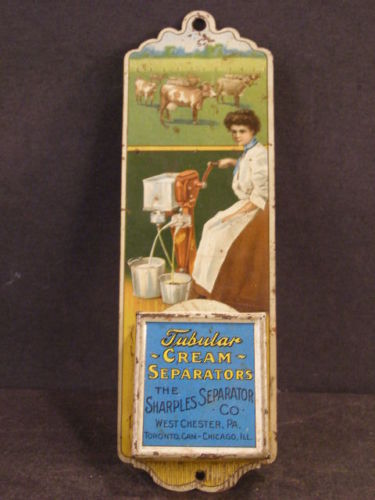 Tubular
~ CREAM ~
SEPARATORS
THE
SHARPLES SEPARATOR
CO.
WEST CHESTER, PA.
TORONTO, CAN - CHICAGO, ILL.